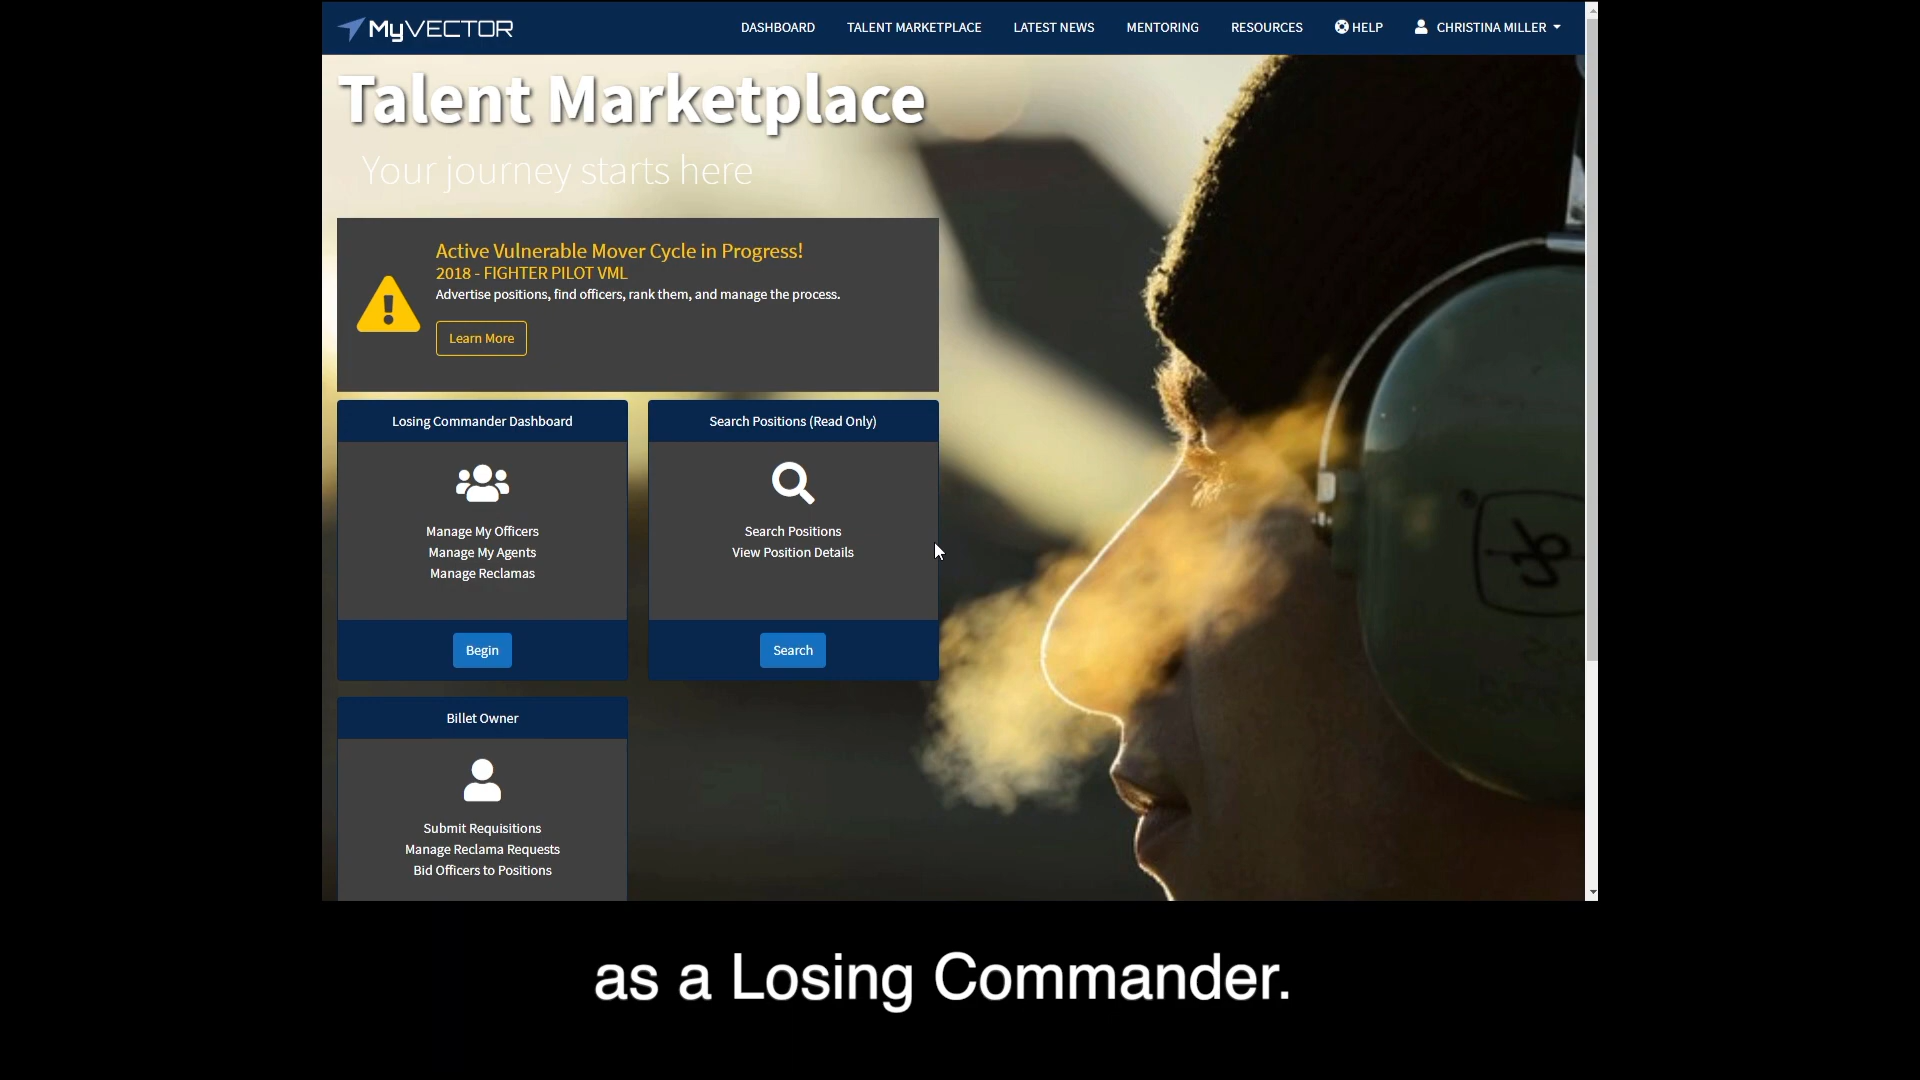 MyVECTOR
DASHBOARD
TALENT MARKETPLACE
LATEST NEWS
MENTORING
RESOURCES
HELP
CHRISTINA MILLER
Talent Marketplace
Your journey starts here
Active Vulnerable Mover Cycle in Progress!
2018 - FIGHTER PILOT VML
Advertise positions, find officers, rank them, and manage the process.
Learn More
Losing Commander Dashboard
Manage My Officers
Manage My Agents
Manage Reclamas
Begin
Search Positions (Read Only)
Search Positions
View Position Details
Search
Billet Owner
Submit Requisitions
Manage Reclama Requests
Bid Officers to Positions
as a Losing Commander.